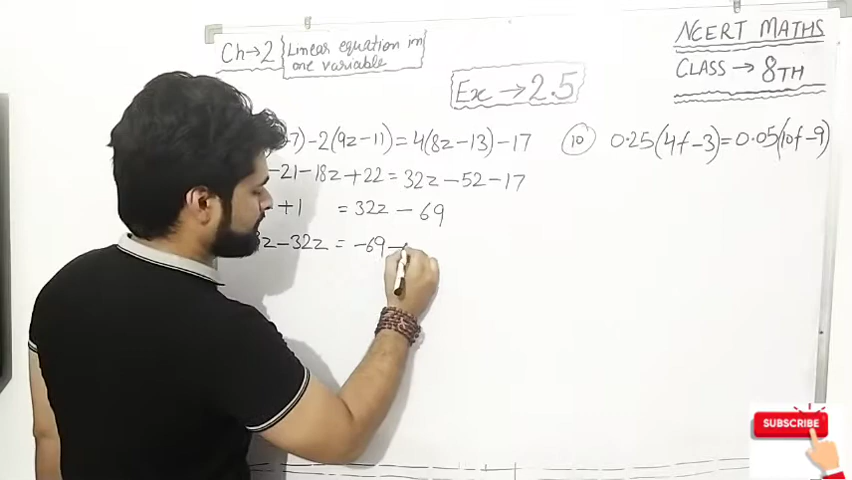 Ch→2 Linear equation in
one variable
Ex→2.5
NCERT MATHS
CLASS → 8TH
-7)-2(9z-11)=4(8z-13)-17
-21-18z+22=32z-52-17
+1 =32z-69
z-32z=-69-
10 0.25(4f-3)=0.05(10f-9)
SUBSCRIBE